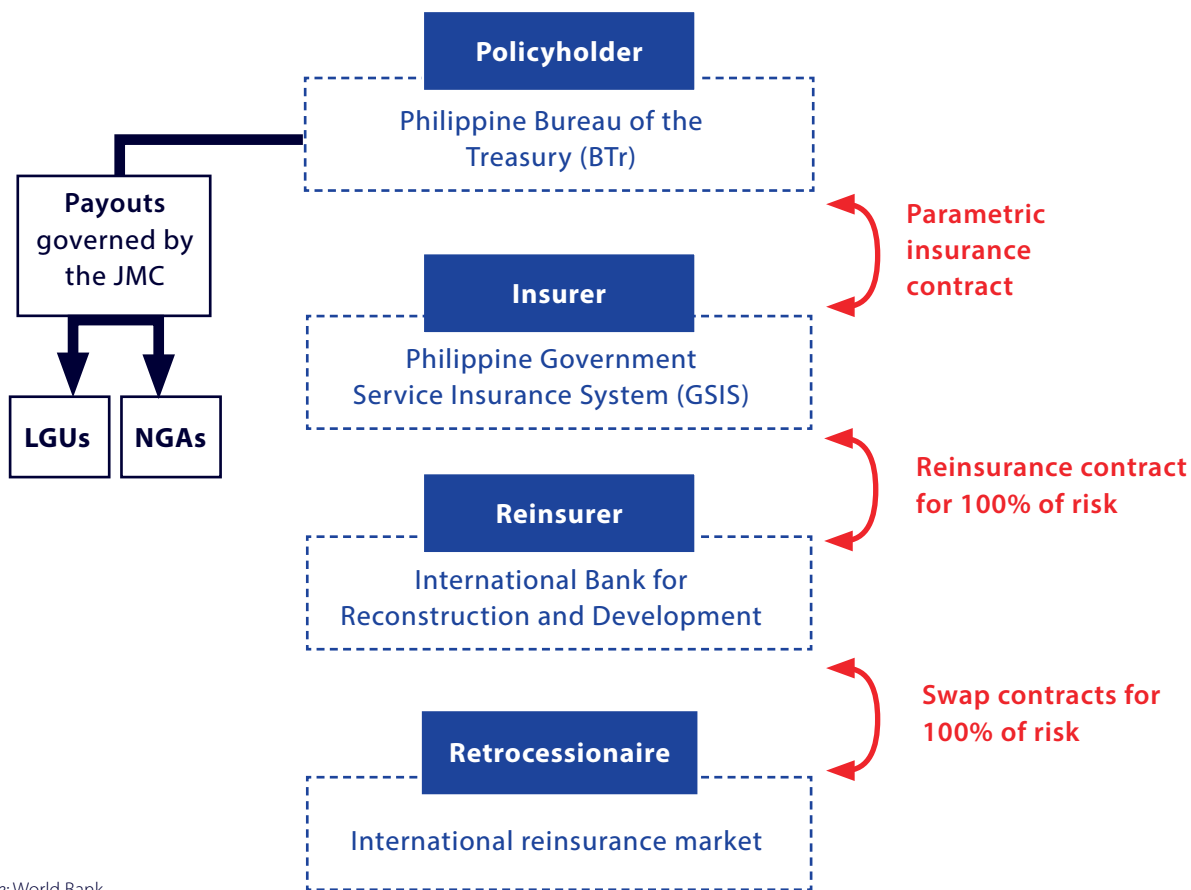 Policyholder
Philippine Bureau of the
Treasury (BTr)
Payouts
governed by
the JMC
LGUs
NGAs
Parametric
insurance
contract
Insurer
Philippine Government
Service Insurance System (GSIS)
Reinsurance contract
for 100% of risk
Reinsurer
International Bank for
Reconstruction and Development
Swap contracts for
100% of risk
Retrocessionaire
International reinsurance market
World Bank